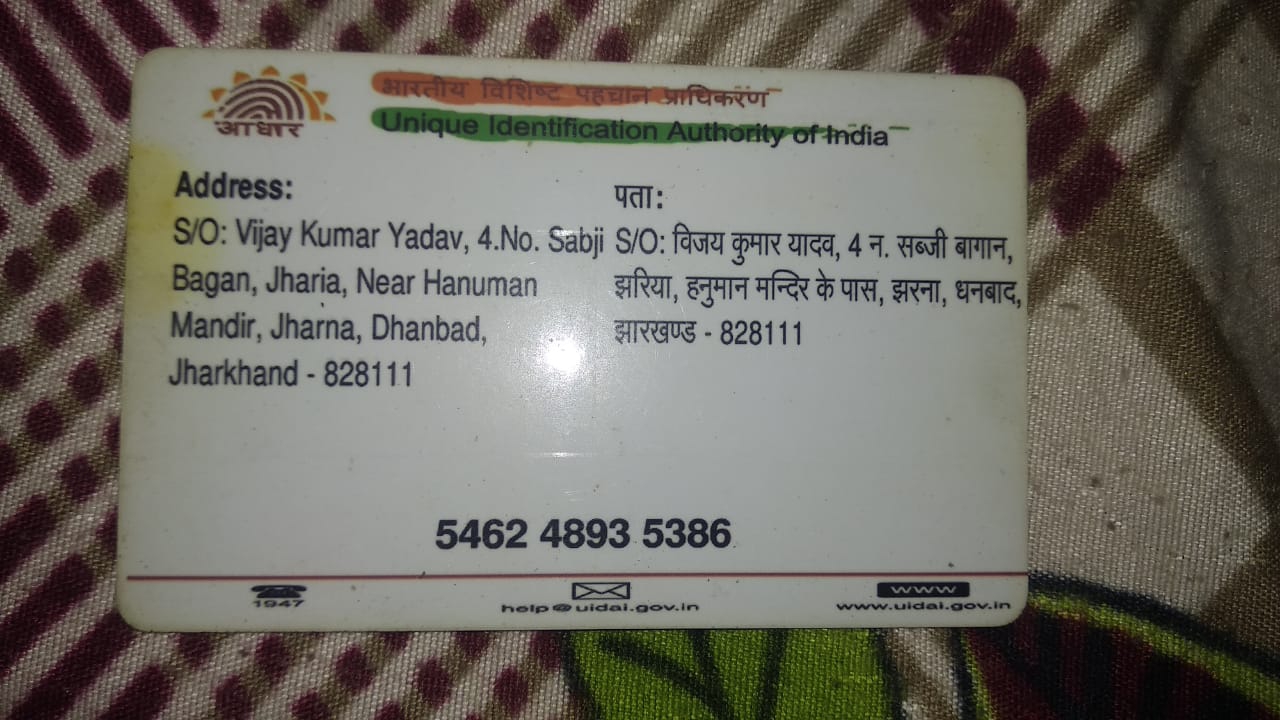 भारतीय विशिष्ट पहचान प्राधिकरण
आधार
Unique Identification Authority of India
Address:
S/O: Vijay Kumar Yadav, 4.No. Sabji
Bagan, Jharia, Near Hanuman
Mandir, Jharna, Dhanbad,
Jharkhand - 828111
पता:
S/O: विजय कुमार यादव, 4 न. सब्जी बागान,
झरिया, हनुमान मन्दिर के पास, झरना, धनबाद,
झारखण्ड - 828111
5462 4893 5386
1947
help@uidai.gov.in
www
www.uidai.gov.in